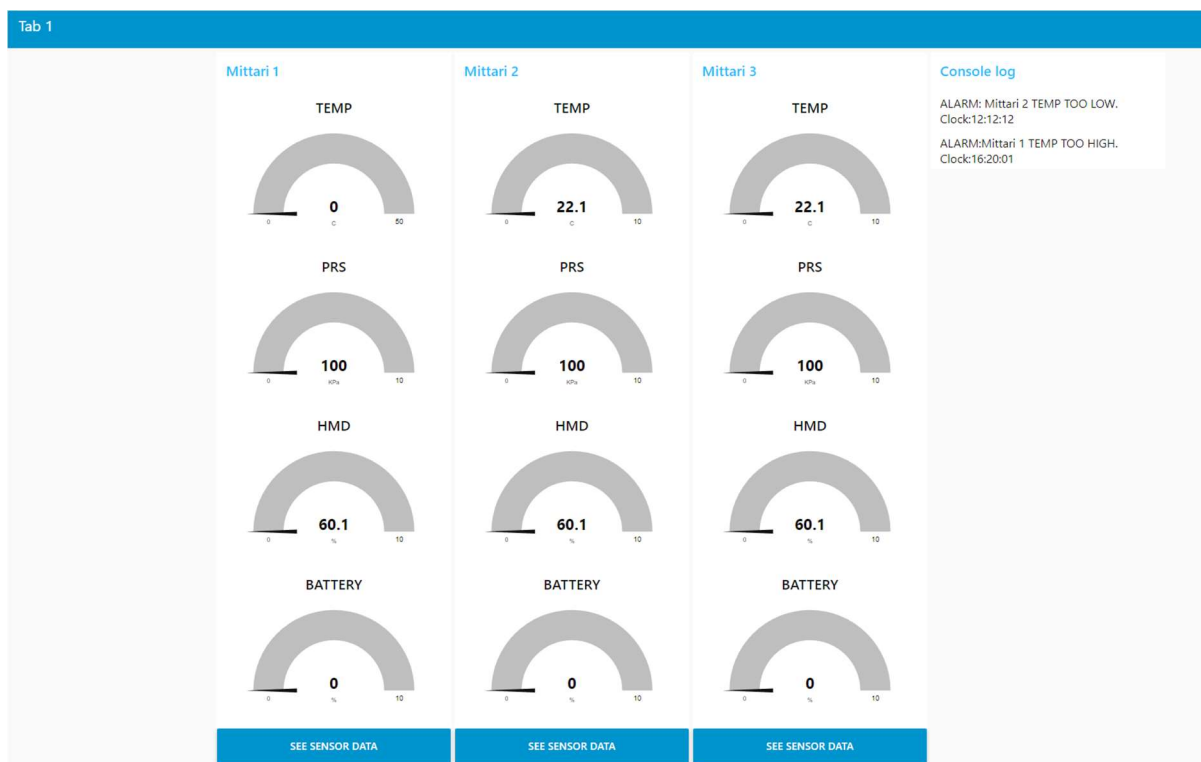 Tab 1
Mittari 1
TEMP
0
C
0
50
PRS
100
KPa
0
10
HMD
60.1
%
0
10
BATTERY
0
%
0
10
SEE SENSOR DATA
Mittari 2
TEMP
22.1
C
0
10
PRS
100
KPa
0
10
HMD
60.1
%
0
10
BATTERY
0
%
0
10
SEE SENSOR DATA
Mittari 3
TEMP
22.1
C
0
10
PRS
100
KPa
0
10
HMD
60.1
%
0
10
BATTERY
0
%
0
10
SEE SENSOR DATA
Console log
ALARM: Mittari 2 TEMP TOO LOW.
Clock:12:12:12
ALARM:Mittari 1 TEMP TOO HIGH.
Clock:16:20:01